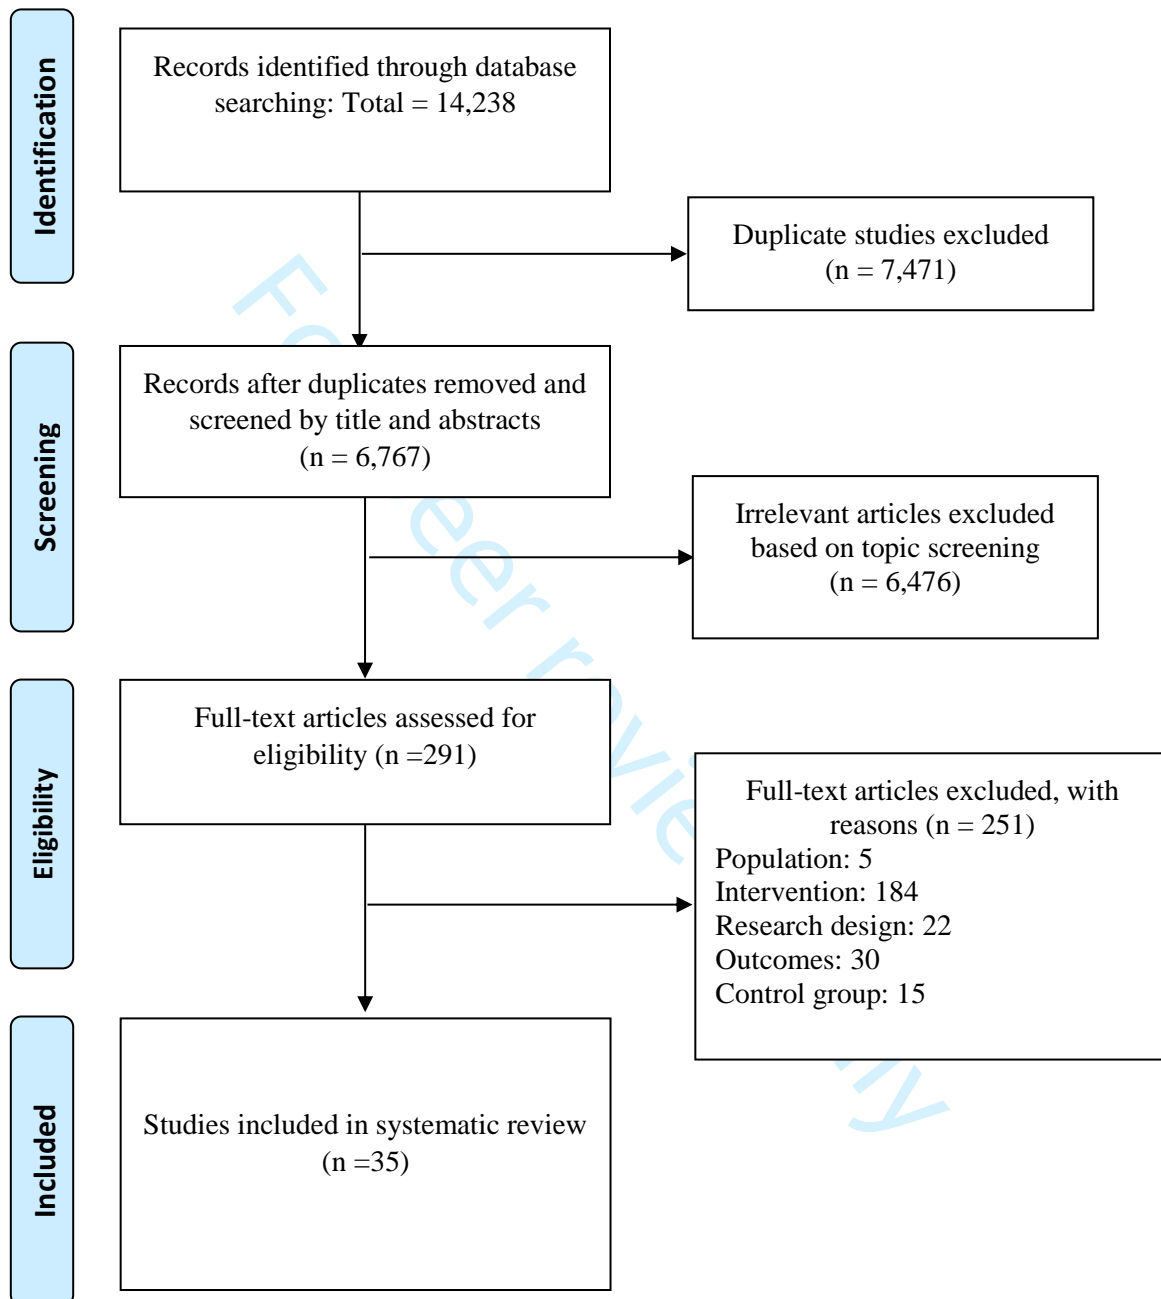 Identification
Records identified through database
searching: Total = 14,238
Duplicate studies excluded
(n = 7,471)
Screening
Records after duplicates removed and
screened by title and abstracts
(n = 6,767)
Irrelevant articles excluded
based on topic screening
(n = 6,476)
Eligibility
Full-text articles assessed for
eligibility (n =291)
Full-text articles excluded, with
reasons (n = 251)
Population: 5
Intervention: 184
Research design: 22
Outcomes: 30
Control group: 15
Included
Studies included in systematic review
(n =35)